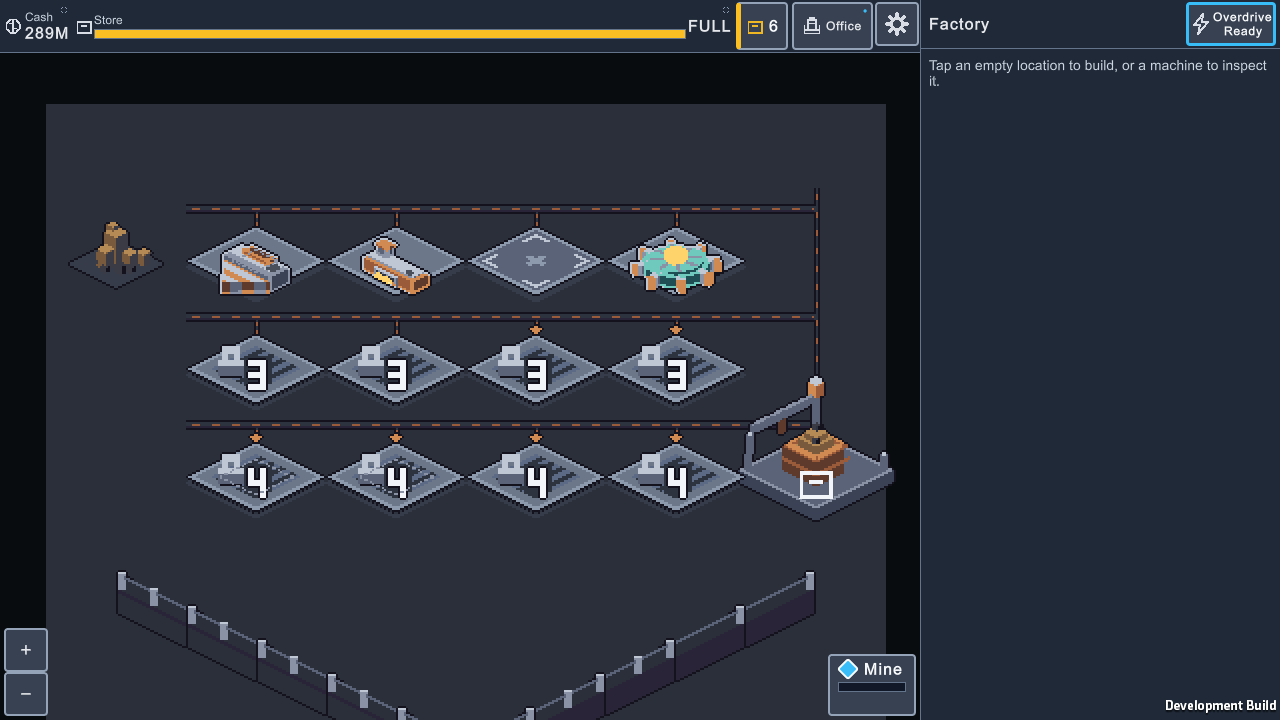 Cash
289M
Store
FULL
6
Office
Factory
Overdrive
Ready
Tap an empty location to build, or a machine to inspect
it.
3 3 3 3
4 4 4 4
+
−
Mine
Development Build